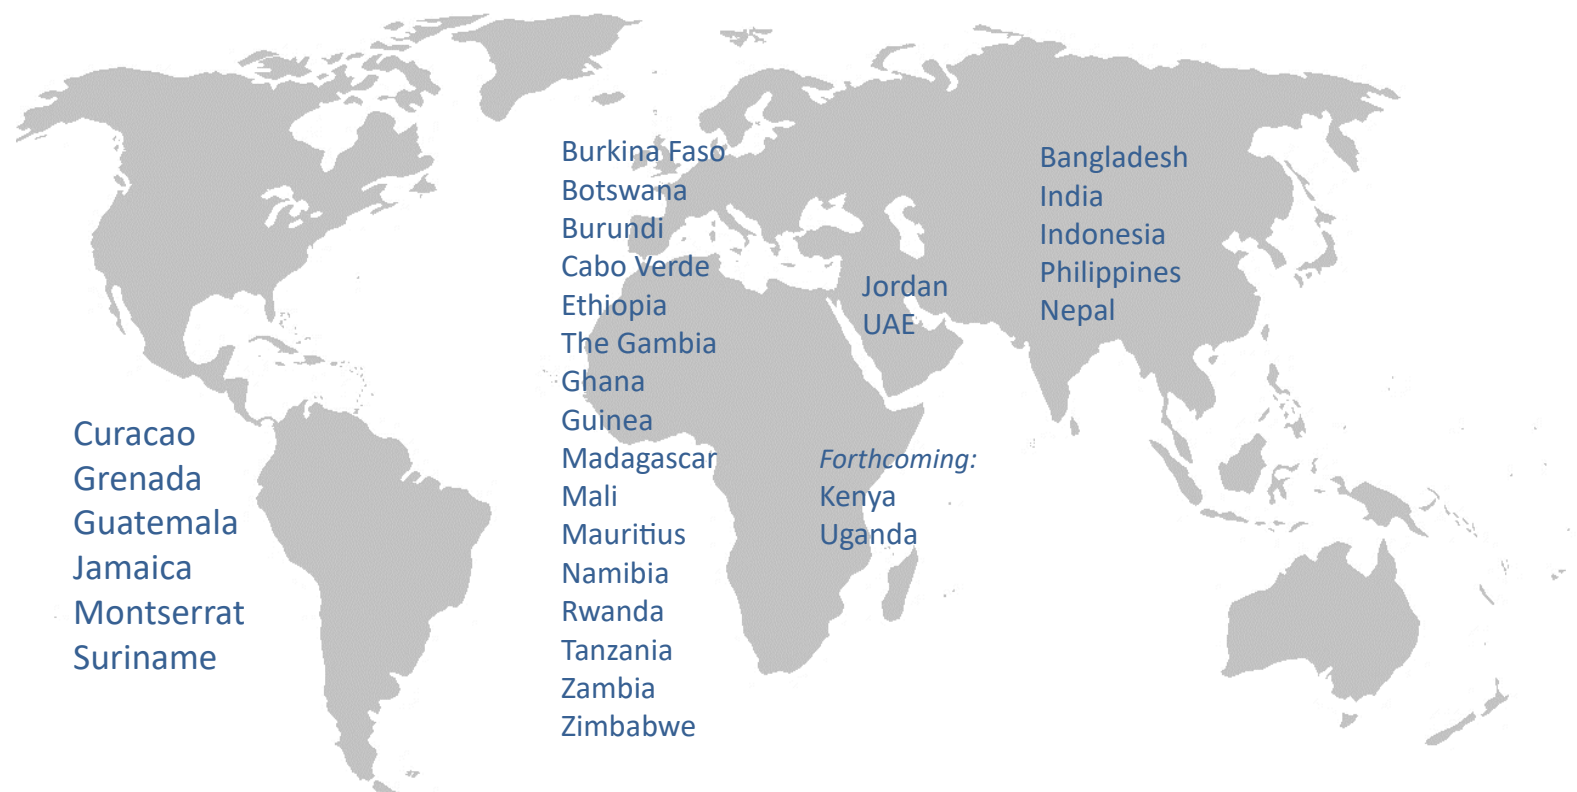 Curacao
Grenada
Guatemala
Jamaica
Montserrat
Suriname
Burkina Faso
Botswana
Burundi
Cabo Verde
Ethiopia
The Gambia
Ghana
Guinea
Madagascar
Mali
Mauritius
Namibia
Rwanda
Tanzania
Zambia
Zimbabwe
Jordan
UAE
Forthcoming:
Kenya
Uganda
Bangladesh
India
Indonesia
Philippines
Nepal